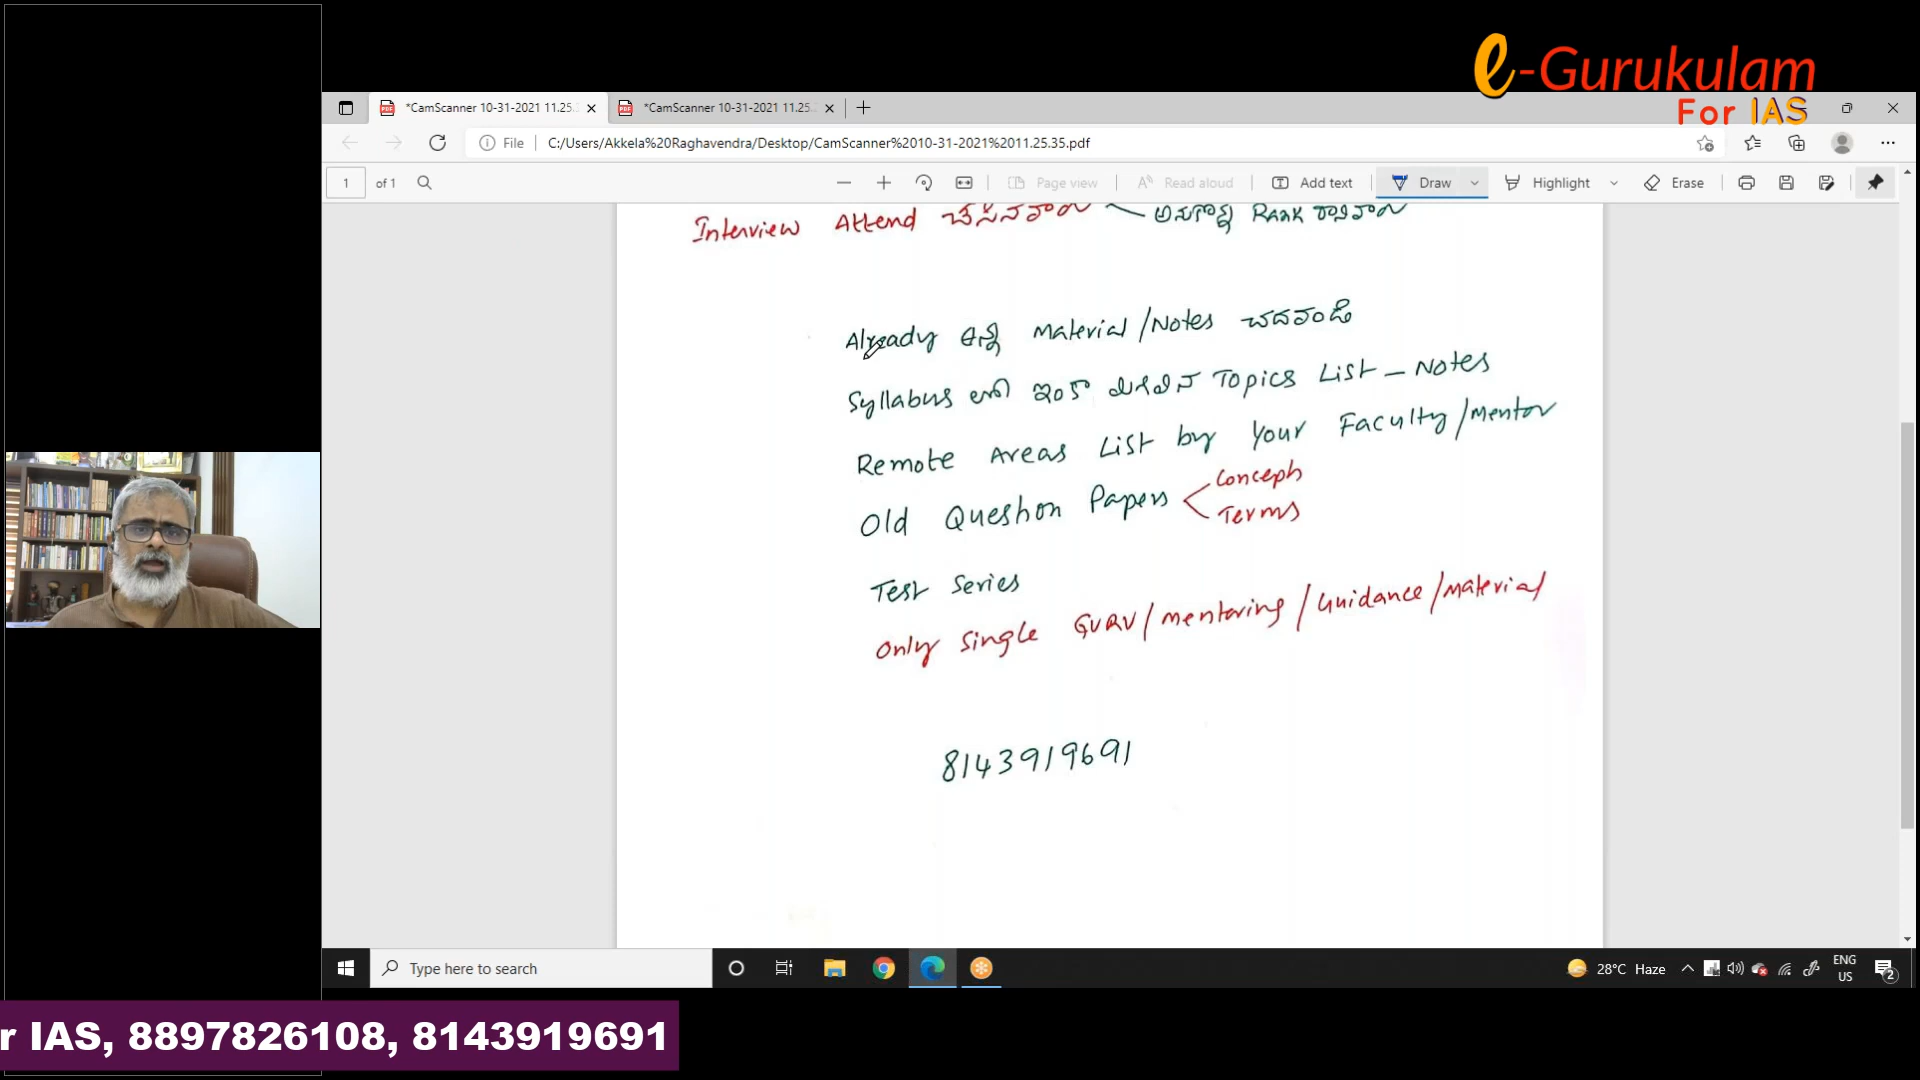 e-Gurukulam
For IAS
*CamScanner 10-31-2021 11.25.
*CamScanner 10-31-2021 11.25.
File
C:/Users/Akkela%20Raghavendra/Desktop/CamScanner%2010-31-2021%2011.25.35.pdf
1 of 1
Page view
Read aloud
Add text
Draw
Highlight
Erase
Interview Attend చేసినవారు Rank రానివారు
Already ఉన్న Material/Notes చదవండి
Syllabus లోని ఇంకా మిగిలిన Topics List - Notes
Remote Areas List by Your Faculty/Mentor
Old Question Papers Concepts
Terms
Test Series
Only Single GURU/mentoring/Guidance/Material
8143919691
Type here to search
28°C Haze
ENG
US
2
r IAS, 8897826108, 8143919691